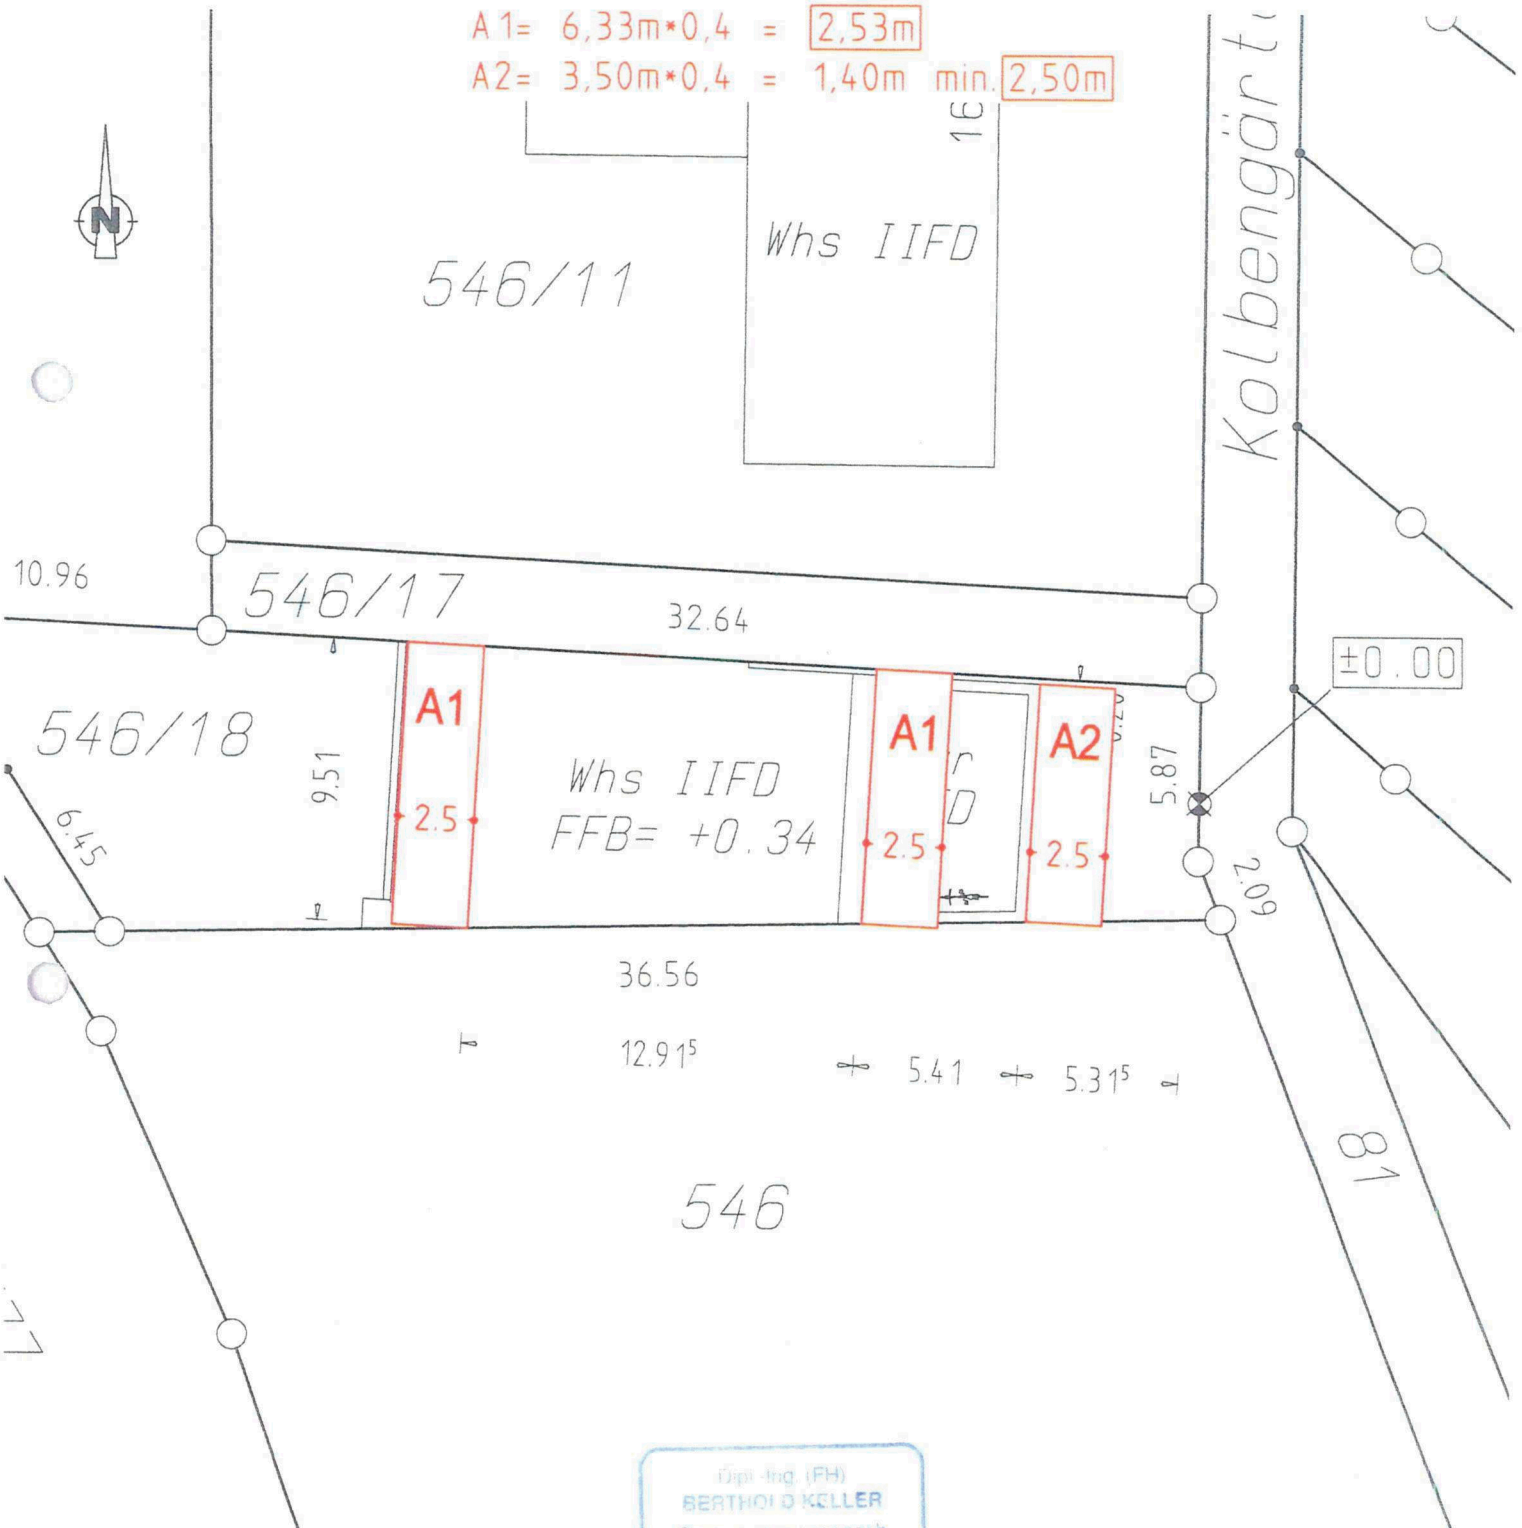 A1= 6,33m*0,4 = 2,53m
A2= 3,50m*0,4 = 1,40m min. 2,50m
16
N
Whs IIFD
546/11
10.96
546/17
32.64
±0.00
546/18
A1
A1
A2
9.51
Whs IIFD
FFB= +0.34
r
D
5.87
2.5
2.5
2.5
6.45
2.09
36.56
12.91⁵
5.41
5.31⁵
81
546
Dipl.-Ing. (FH)
BERTHOLD KELLER